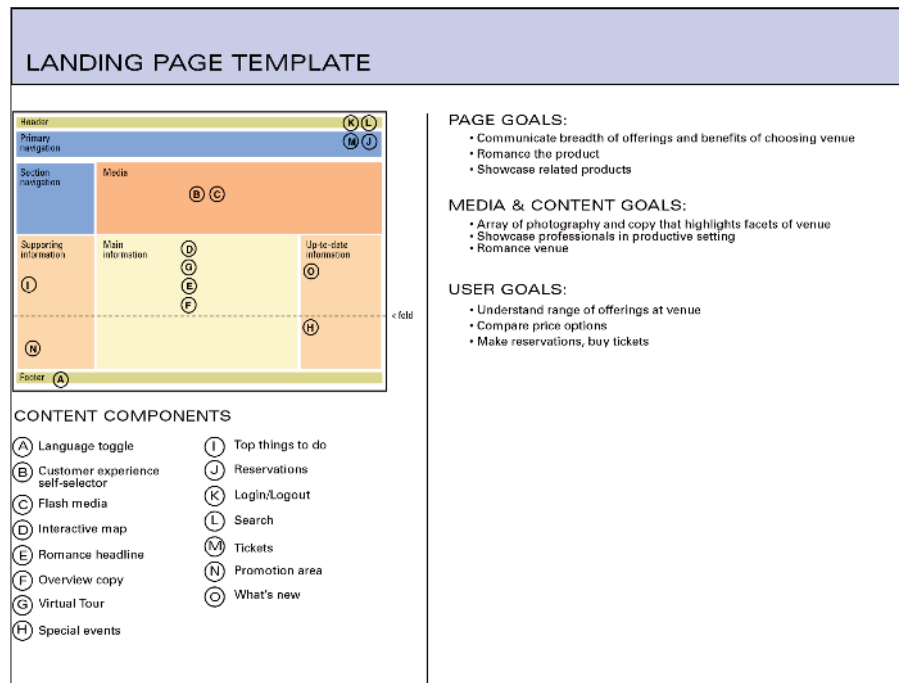 LANDING PAGE TEMPLATE
Header
K L
Primary
navigation
M J
Section
navigation
Media
B C
Supporting
information
Main
information
Up-to-date
information
D
G
E
F
O
I
H
< fold
N
Footer A
CONTENT COMPONENTS
A Language toggle
B Customer experience
self-selector
C Flash media
D Interactive map
E Romance headline
F Overview copy
G Virtual Tour
H Special events
I Top things to do
J Reservations
K Login/Logout
L Search
M Tickets
N Promotion area
O What's new
PAGE GOALS:
• Communicate breadth of offerings and benefits of choosing venue
• Romance the product
• Showcase related products
MEDIA & CONTENT GOALS:
• Array of photography and copy that highlights facets of venue
• Showcase professionals in productive setting
• Romance venue
USER GOALS:
• Understand range of offerings at venue
• Compare price options
• Make reservations, buy tickets